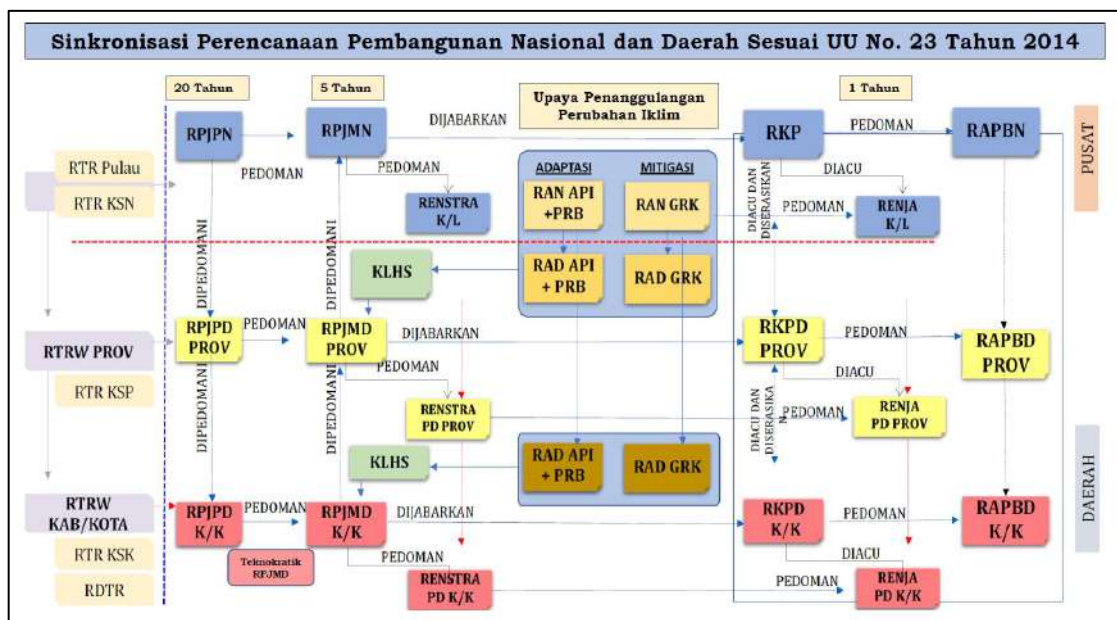 Sinkronisasi Perencanaan Pembangunan Nasional dan Daerah Sesuai UU No. 23 Tahun 2014
20 Tahun
5 Tahun
Upaya Penanggulangan
Perubahan Iklim
1 Tahun
RPJPN
RPJMN
DIJABARKAN
RKP
PEDOMAN
RAPBN
PUSAT
RTR Pulau
RTR KSN
PEDOMAN
PEDOMAN
RENSTRA
K/L
ADAPTASI
MITIGASI
RAN API
+PRB
RAN GRK
PEDOMAN
DIACU DAN
DISERASIKAN
DIACU
RENJA
K/L
DIPEDOMANI
DIPEDOMANI
KLHS
RAD API
+ PRB
RAD GRK
RTRW PROV
RPJPD
PROV
PEDOMAN
RPJMD
PROV
DIJABARKAN
RKPD
PROV
PEDOMAN
RAPBD
PROV
RTR KSP
DIPEDOMANI
DIPEDOMANI
PEDOMAN
RENSTRA
PD PROV
PEDOMAN
DIACU DAN
DISERASIKA
N
DIACU
RENJA
PD PROV
DAERAH
KLHS
RAD API
+ PRB
RAD GRK
RTRW
KAB/KOTA
RPJPD
K/K
PEDOMAN
RPJMD
K/K
DIJABARKAN
RKPD
K/K
PEDOMAN
RAPBD
K/K
RTR KSK
RDTR
Teknokratik
RPJMD
PEDOMAN
RENSTRA
PD K/K
PEDOMAN
DIACU
RENJA
PD K/K